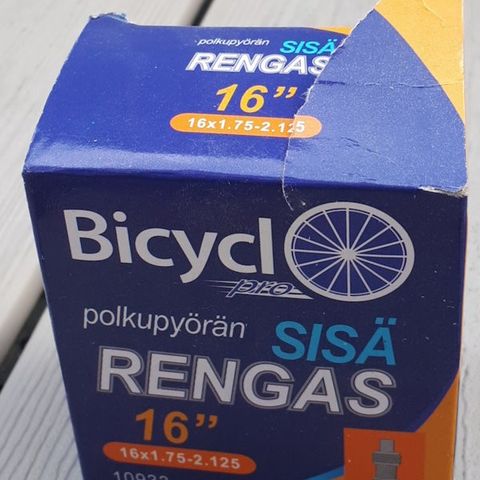 polkupyörän SISÄ
RENGAS
16”
16x1.75-2.125
Bicycl
pro
polkupyörän SISÄ
RENGAS
16”
16x1.75-2.125